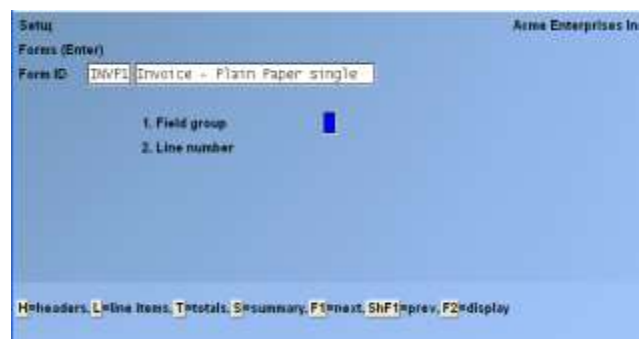 Setup Acme Enterprises In
Forms (Enter)
Form ID INVP1 Invoice - Plain Paper single
1. Field group
2. Line number
H=headers, L=line items, T=totals, S=summary, F1=next, ShF1=prev, F2=display